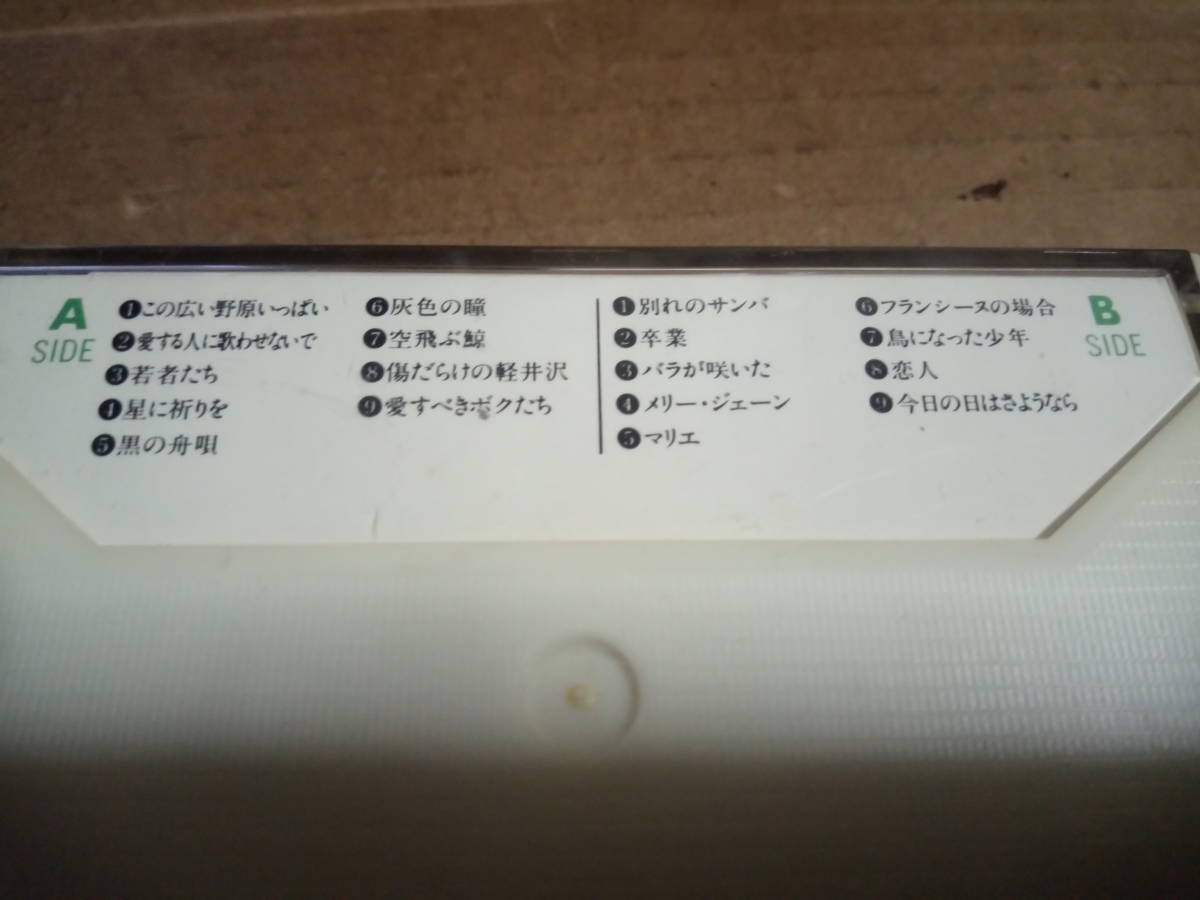 A
SIDE
❶この広い野原いっぱい
❷愛する人に歌わせないで
❸若者たち
❹星に祈りを
❺黒の舟唄
❻灰色の瞳
❼空飛ぶ鯨
❽傷だらけの軽井沢
❾愛すべきボクたち
❶別れのサンバ
❷卒業
❸バラが咲いた
❹メリー・ジェーン
❺マリエ
❻フランシーヌの場合
❼鳥になった少年
❽恋人
❾今日の日はさようなら
B
SIDE